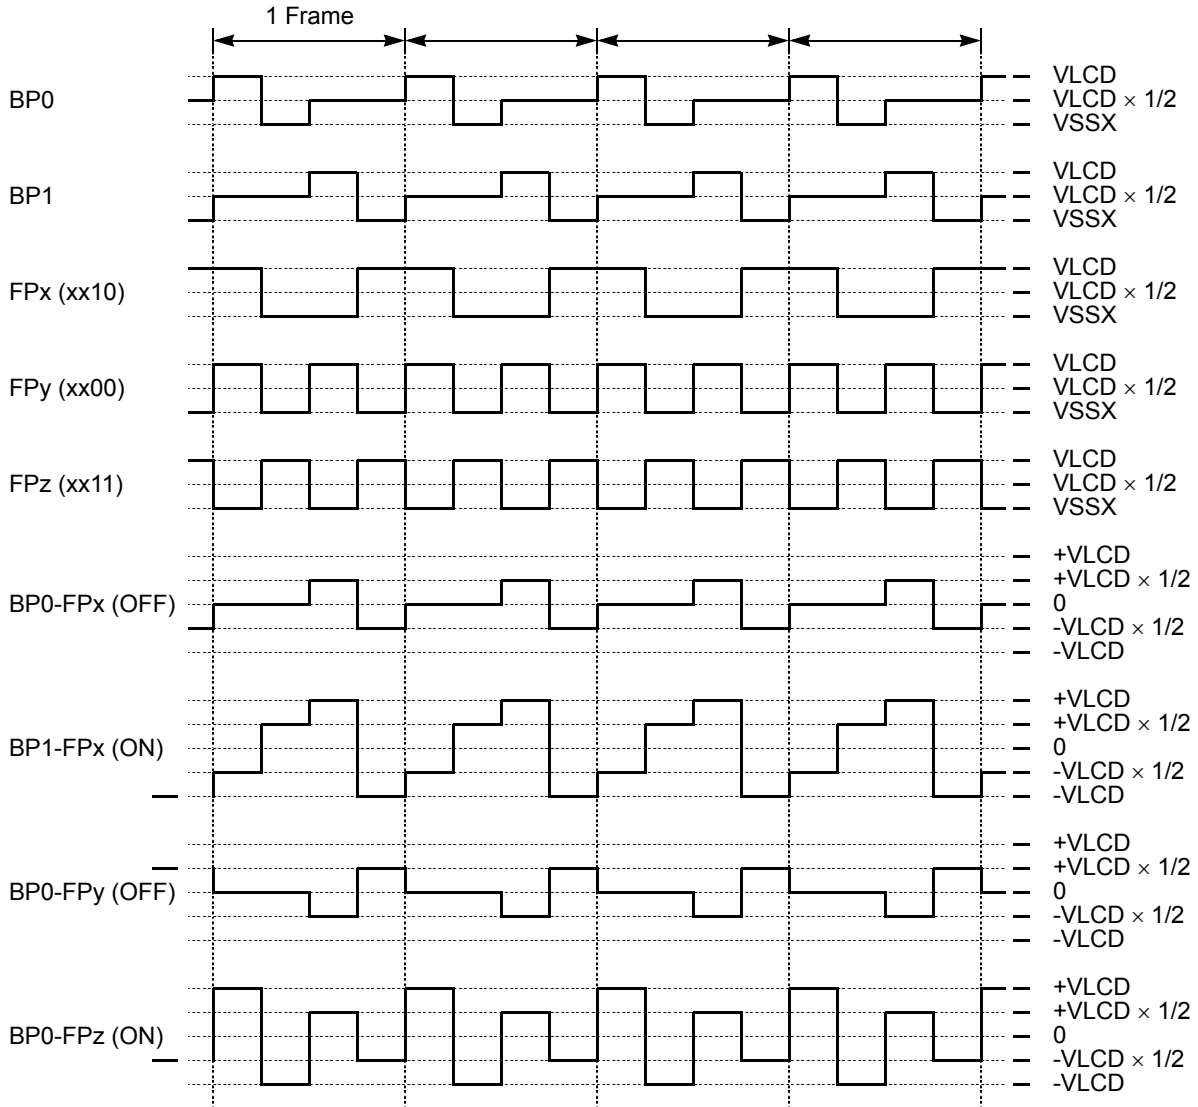 1 Frame
BP0
VLCD
VLCD × 1/2
VSSX
BP1
VLCD
VLCD × 1/2
VSSX
FPx (xx10)
VLCD
VLCD × 1/2
VSSX
FPy (xx00)
VLCD
VLCD × 1/2
VSSX
FPz (xx11)
VLCD
VLCD × 1/2
VSSX
BP0-FPx (OFF)
+VLCD
+VLCD × 1/2
0
-VLCD × 1/2
-VLCD
BP1-FPx (ON)
+VLCD
+VLCD × 1/2
0
-VLCD × 1/2
-VLCD
BP0-FPy (OFF)
+VLCD
+VLCD × 1/2
0
-VLCD × 1/2
-VLCD
BP0-FPz (ON)
+VLCD
+VLCD × 1/2
0
-VLCD × 1/2
-VLCD